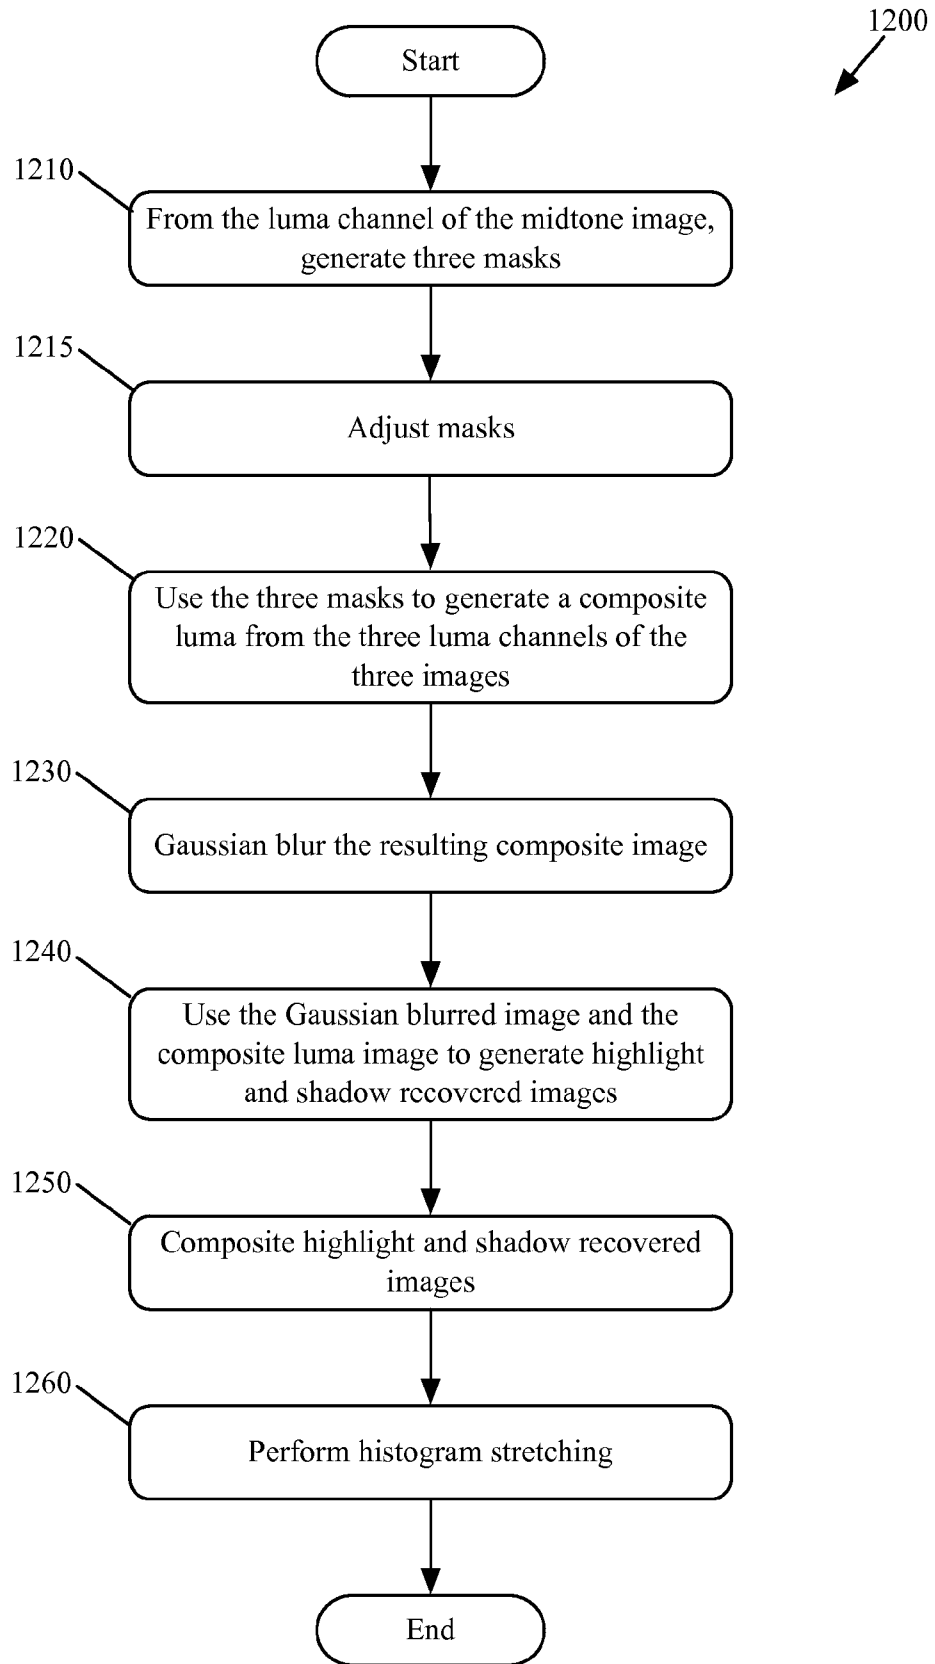 1200
Start
1210
From the luma channel of the midtone image,
generate three masks
1215
Adjust masks
1220
Use the three masks to generate a composite
luma from the three luma channels of the
three images
1230
Gaussian blur the resulting composite image
1240
Use the Gaussian blurred image and the
composite luma image to generate highlight
and shadow recovered images
1250
Composite highlight and shadow recovered
images
1260
Perform histogram stretching
End